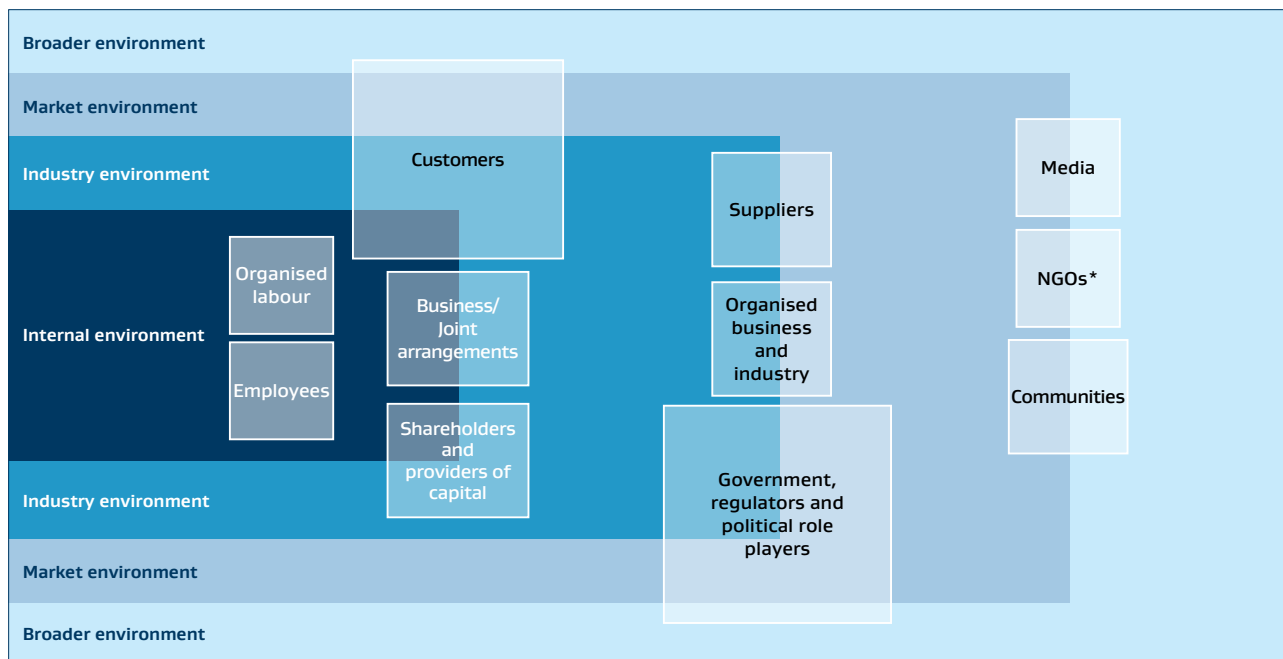 Broader environment
Market environment
Industry environment
Customers
Media
Suppliers
NGOs*
Organised
labour
Internal environment
Business/
Joint
arrangements
Organised
business
and
industry
Employees
Communities
Shareholders
and
providers of
capital
Government,
regulators and
political role
players
Industry environment
Market environment
Broader environment